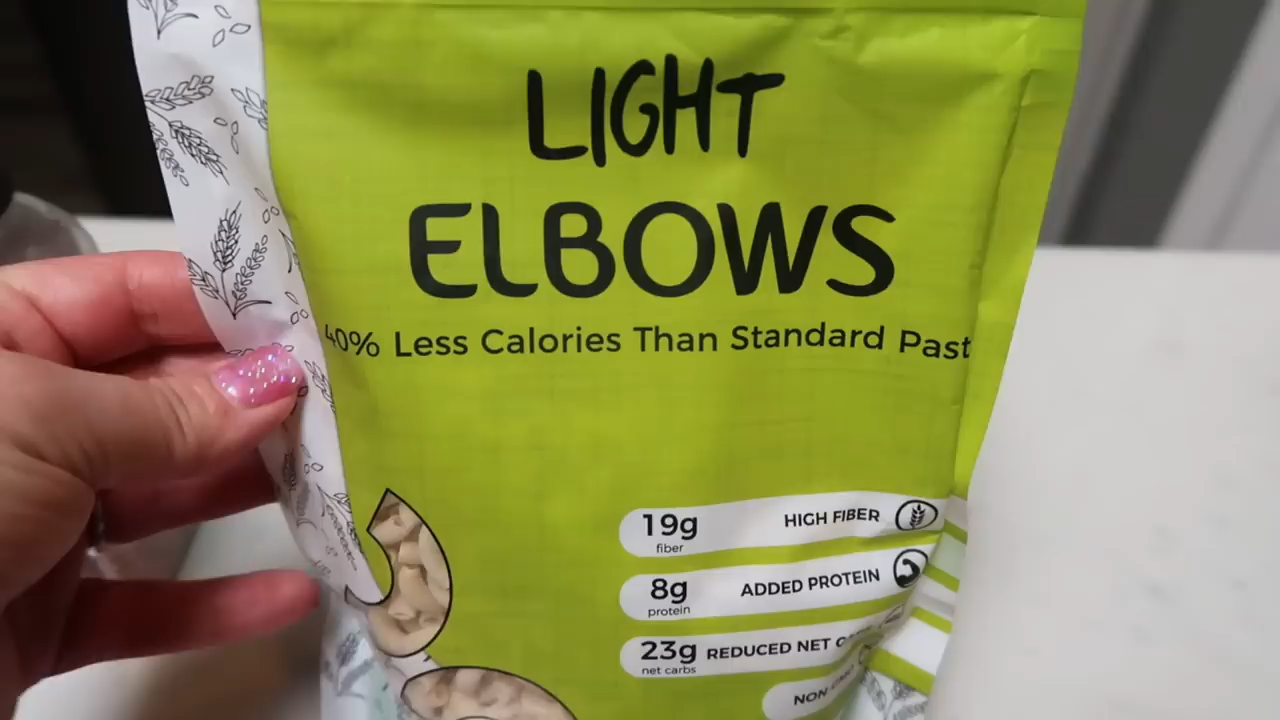 LIGHT
ELBOWS
40% Less Calories Than Standard Past
19g
fiber
HIGH FIBER
8g
protein
ADDED PROTEIN
23g
net carbs
REDUCED NET
NON